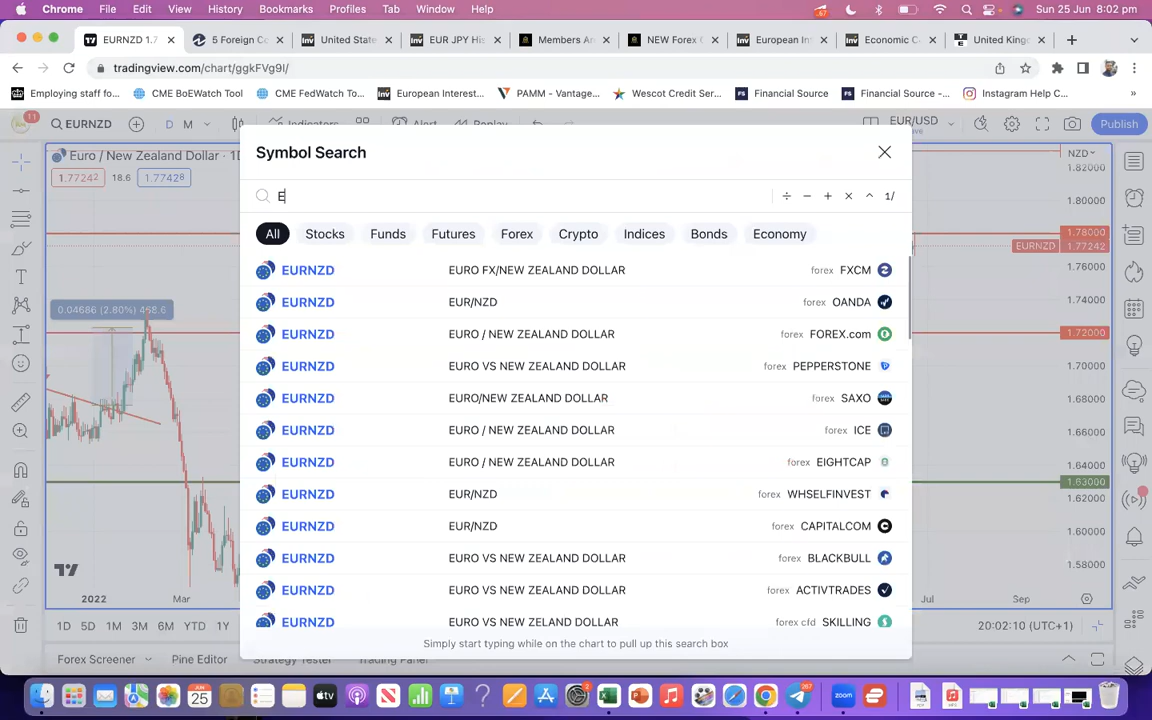 Chrome File Edit View History Bookmarks Profiles Tab Window Help Sun 25 Jun 8:02 pm
EURNZD 1.7 5 Foreign Co United State EUR JPY His Members Are NEW Forex European Int Economic C United King
tradingview.com/chart/ggkFVg9I/
Employing staff fo... CME BoEWatch Tool CME FedWatch To... European Interest... PAMM - Vantage... Wescot Credit Ser... Financial Source Financial Source -... Instagram Help C... »
11 EURNZD D M Indicators Alert Replay EUR/USD Publish
Euro / New Zealand Dollar · 1D
1.77242 18.6 1.77428
NZD
1.82000
1.80000
1.78000
EURNZD 1.77242
1.76000
1.74000
1.72000
1.70000
1.68000
1.66000
1.64000
1.63000
1.62000
1.60000
1.58000
0.04686 (2.80%) 468.6
Symbol Search
E
÷ − + × 1/
All Stocks Funds Futures Forex Crypto Indices Bonds Economy
EURNZD EURO FX/NEW ZEALAND DOLLAR forex FXCM
EURNZD EUR/NZD forex OANDA
EURNZD EURO / NEW ZEALAND DOLLAR forex FOREX.com
EURNZD EURO VS NEW ZEALAND DOLLAR forex PEPPERSTONE
EURNZD EURO/NEW ZEALAND DOLLAR forex SAXO
EURNZD EURO / NEW ZEALAND DOLLAR forex ICE
EURNZD EURO / NEW ZEALAND DOLLAR forex EIGHTCAP
EURNZD EUR/NZD forex WHSELFINVEST
EURNZD EUR/NZD forex CAPITALCOM
EURNZD EURO VS NEW ZEALAND DOLLAR forex BLACKBULL
EURNZD EURO VS NEW ZEALAND DOLLAR forex ACTIVTRADES
EURNZD EURO VS NEW ZELAND DOLLAR forex cfd SKILLING
Simply start typing while on the chart to pull up this search box
2022 Mar Jul Sep
1D 5D 1M 3M 6M YTD 1Y 20:02:10 (UTC+1)
Forex Screener Pine Editor Strategy Tester Trading Panel